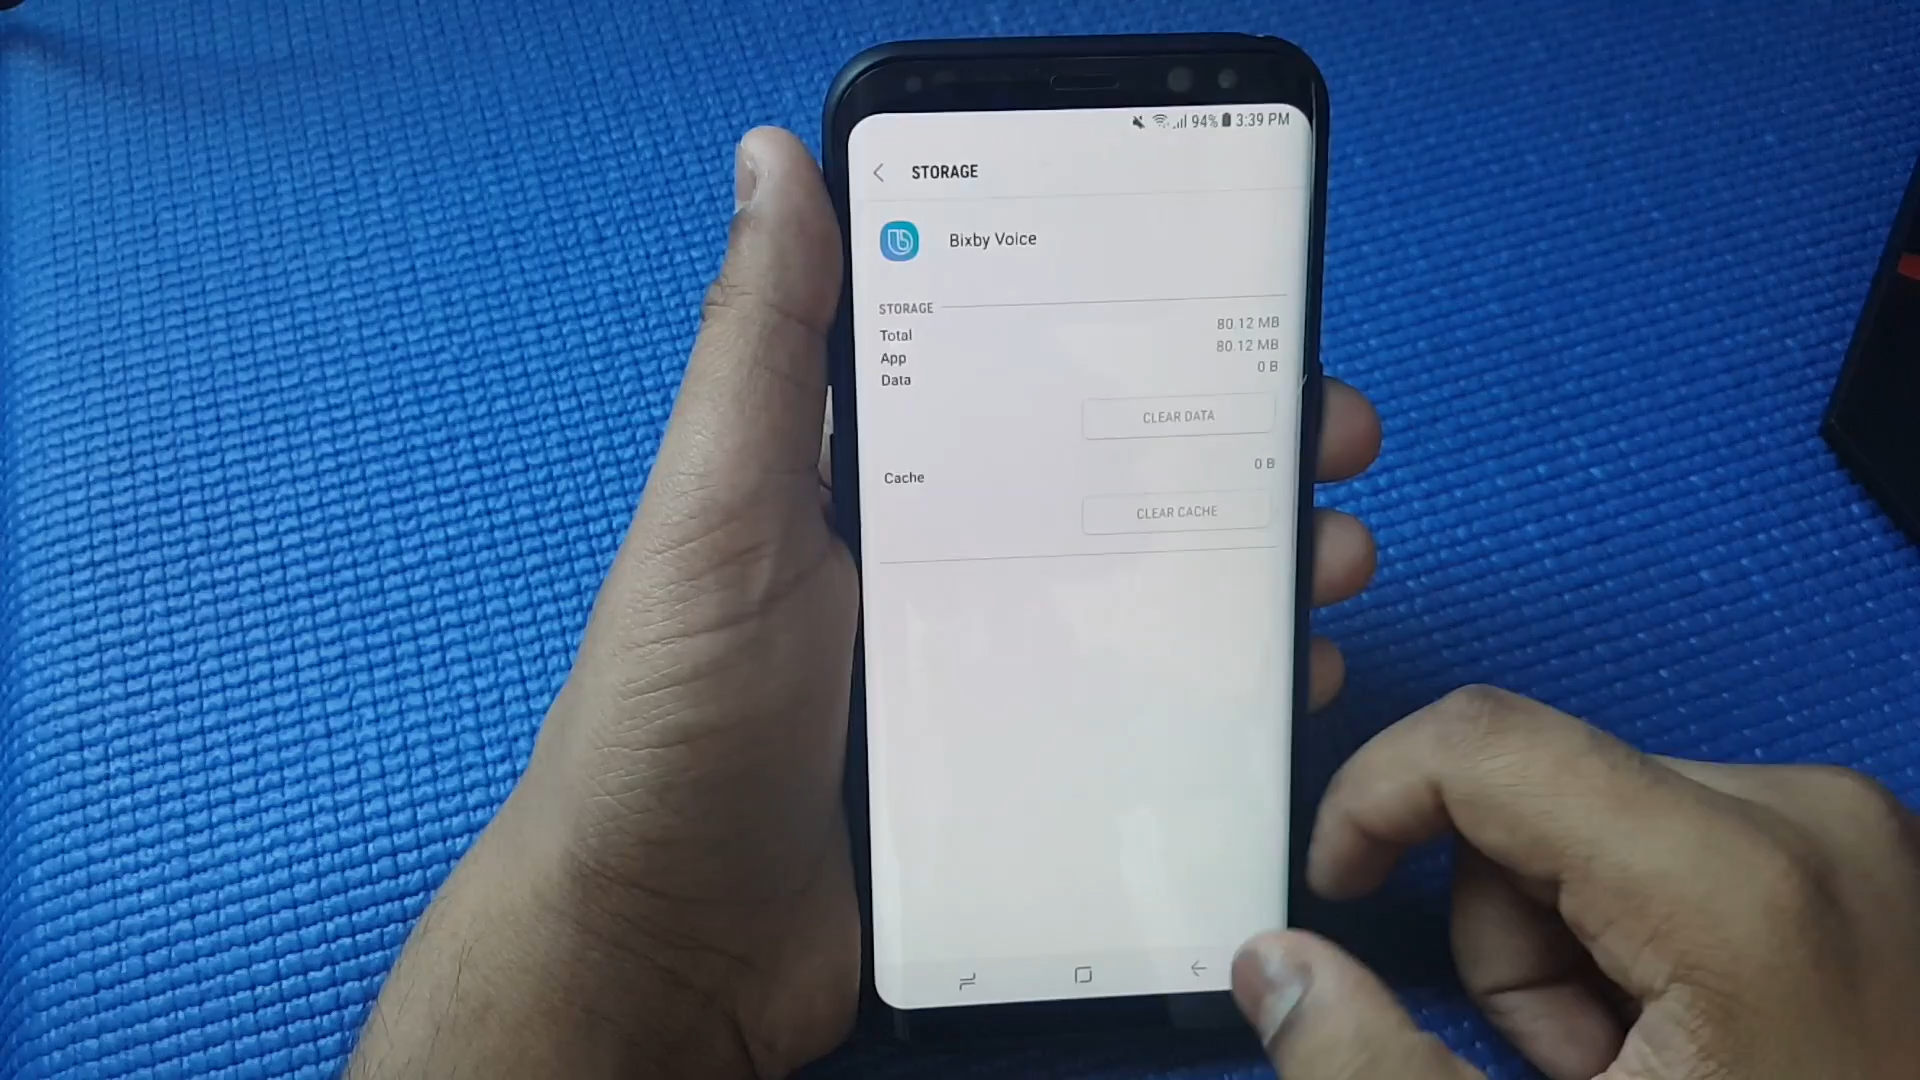 94% 3:39 PM
STORAGE
Bixby Voice
STORAGE
Total 80.12 MB
App 80.12 MB
Data 0 B
CLEAR DATA
Cache 0 B
CLEAR CACHE